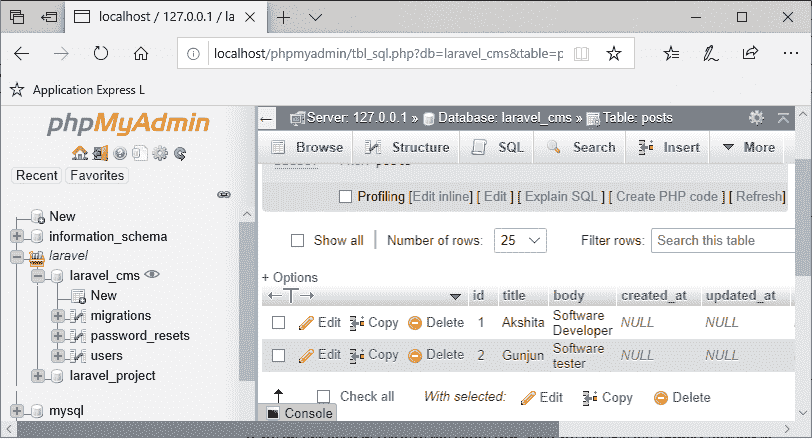 localhost / 127.0.0.1 / la
localhost/phpmyadmin/tbl_sql.php?db=laravel_cms&table=p
Application Express L
phpMyAdmin
Recent Favorites
New
information_schema
laravel
laravel_cms
New
migrations
password_resets
users
laravel_project
mysql
Server: 127.0.0.1 » Database: laravel_cms » Table: posts
Browse Structure SQL Search Insert More
Profiling [Edit inline] [ Edit ] [ Explain SQL ] [ Create PHP code ] [ Refresh]
Show all Number of rows: 25 Filter rows: Search this table
+ Options
id title body created_at updated_at
Edit Copy Delete 1 Akshita Software Developer NULL NULL
Edit Copy Delete 2 Gunjun Software tester NULL NULL
Check all With selected: Edit Copy Delete
Console